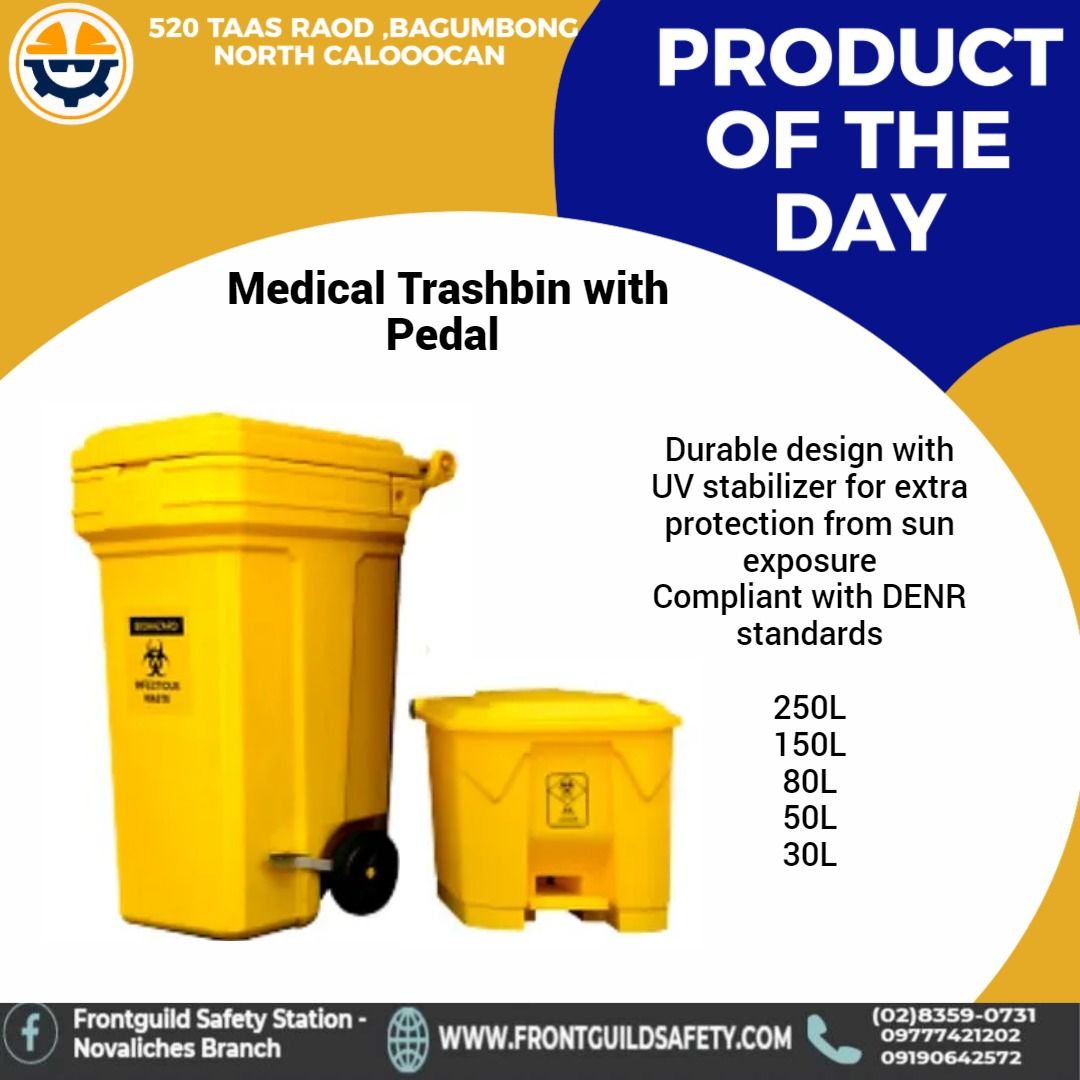 520 TAAS RAOD ,BAGUMBONG
NORTH CALOOOCAN
PRODUCT
OF THE
DAY
Medical Trashbin with
Pedal
Durable design with
UV stabilizer for extra
protection from sun
exposure
Compliant with DENR
standards
250L
150L
80L
50L
30L
BIOHAZARD
INFECTIOUS
WASTE
Frontguild Safety Station -
Novaliches Branch
WWW.FRONTGUILDSAFETY.COM
(02)8359-0731
09777421202
09190642572